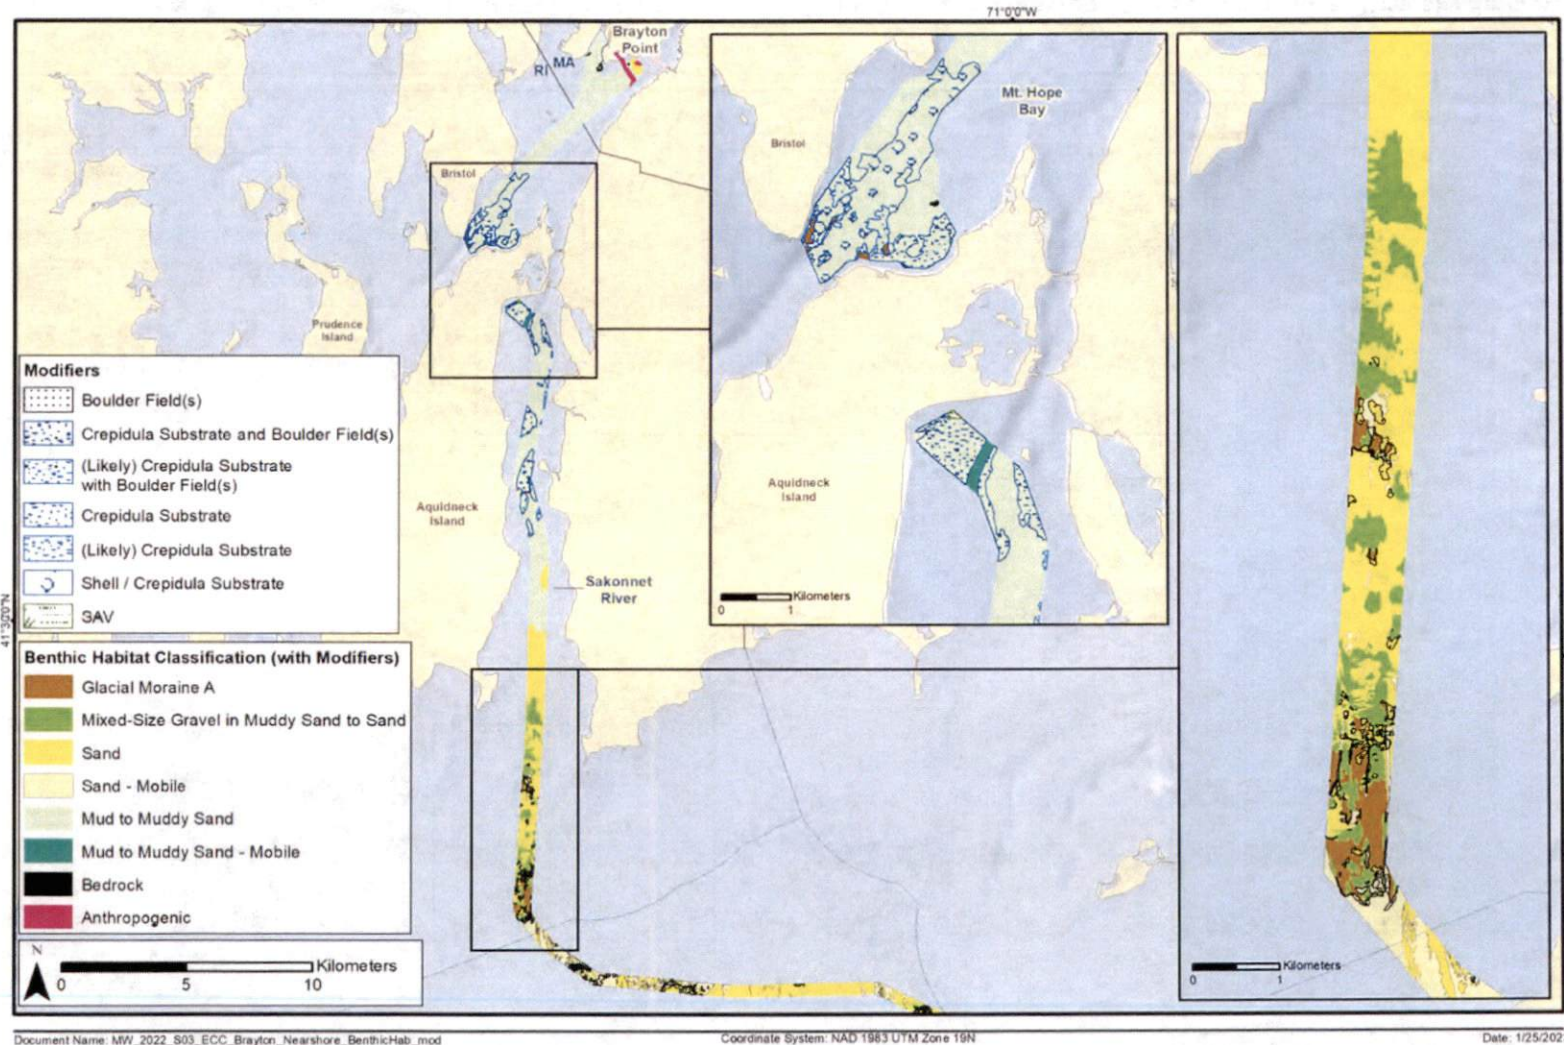 71°0'0"W
Brayton
Point
RI
MA
Bristol
Prudence
Island
Aquidneck
Island
Sakonnet
River
Mt. Hope
Bay
Bristol
Aquidneck
Island
Kilometers
0 1
Kilometers
0 1
41°30'0"N
Modifiers
Boulder Field(s)
Crepidula Substrate and Boulder Field(s)
(Likely) Crepidula Substrate
with Boulder Field(s)
Crepidula Substrate
(Likely) Crepidula Substrate
Shell / Crepidula Substrate
SAV
Benthic Habitat Classification (with Modifiers)
Glacial Moraine A
Mixed-Size Gravel in Muddy Sand to Sand
Sand
Sand - Mobile
Mud to Muddy Sand
Mud to Muddy Sand - Mobile
Bedrock
Anthropogenic
N
Kilometers
0 5 10
Document Name: MW_2022_S03_ECC_Brayton_Nearshore_BenthicHab_mod
Coordinate System: NAD 1983 UTM Zone 19N
Date: 1/25/202